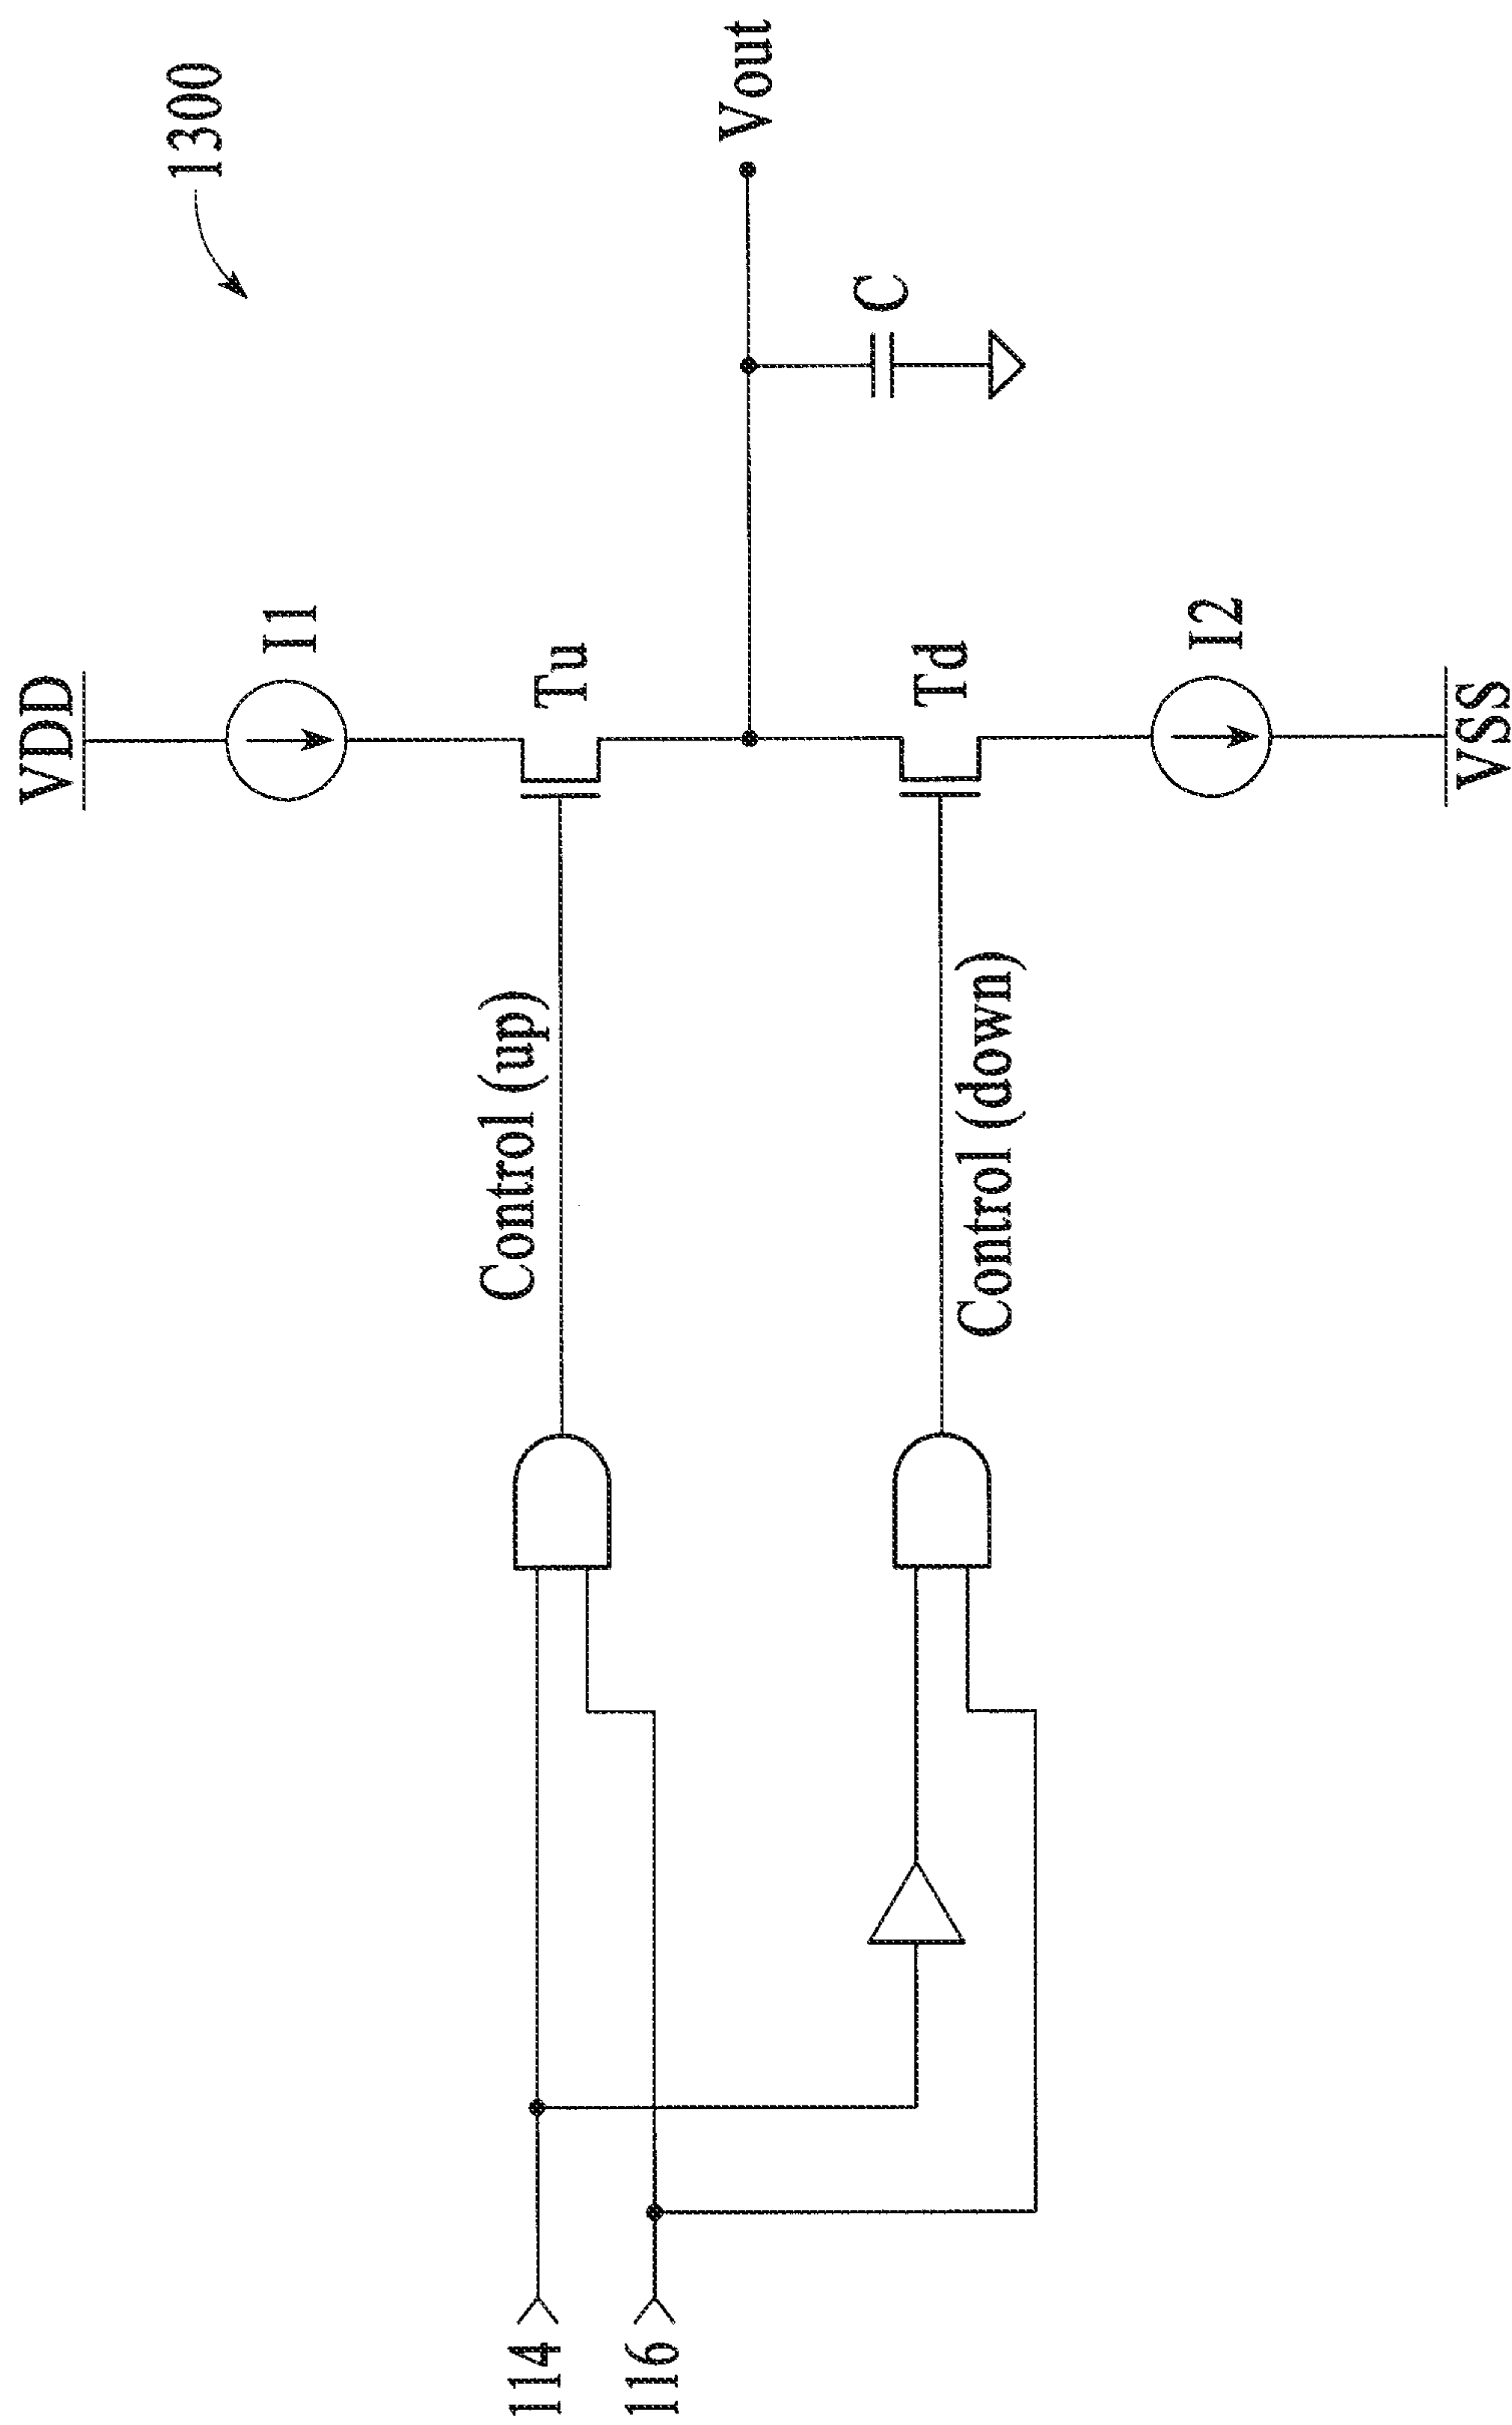 1300
VDD
I1
Tu
Control (up)
Vout
C
Td
Control (down)
I2
VSS
114
116